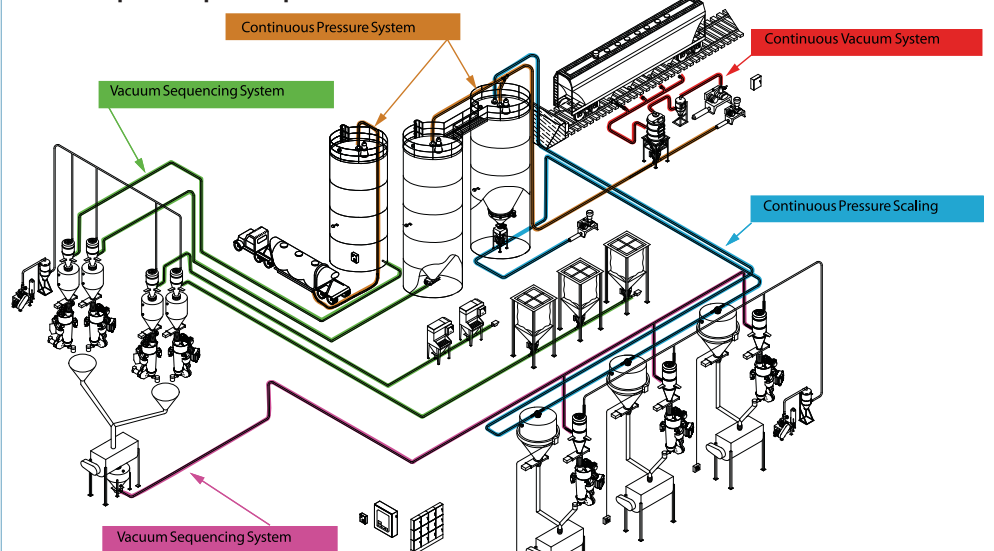 Continuous Pressure System
Continuous Vacuum System
Vacuum Sequencing System
Continuous Pressure Scaling
Vacuum Sequencing System